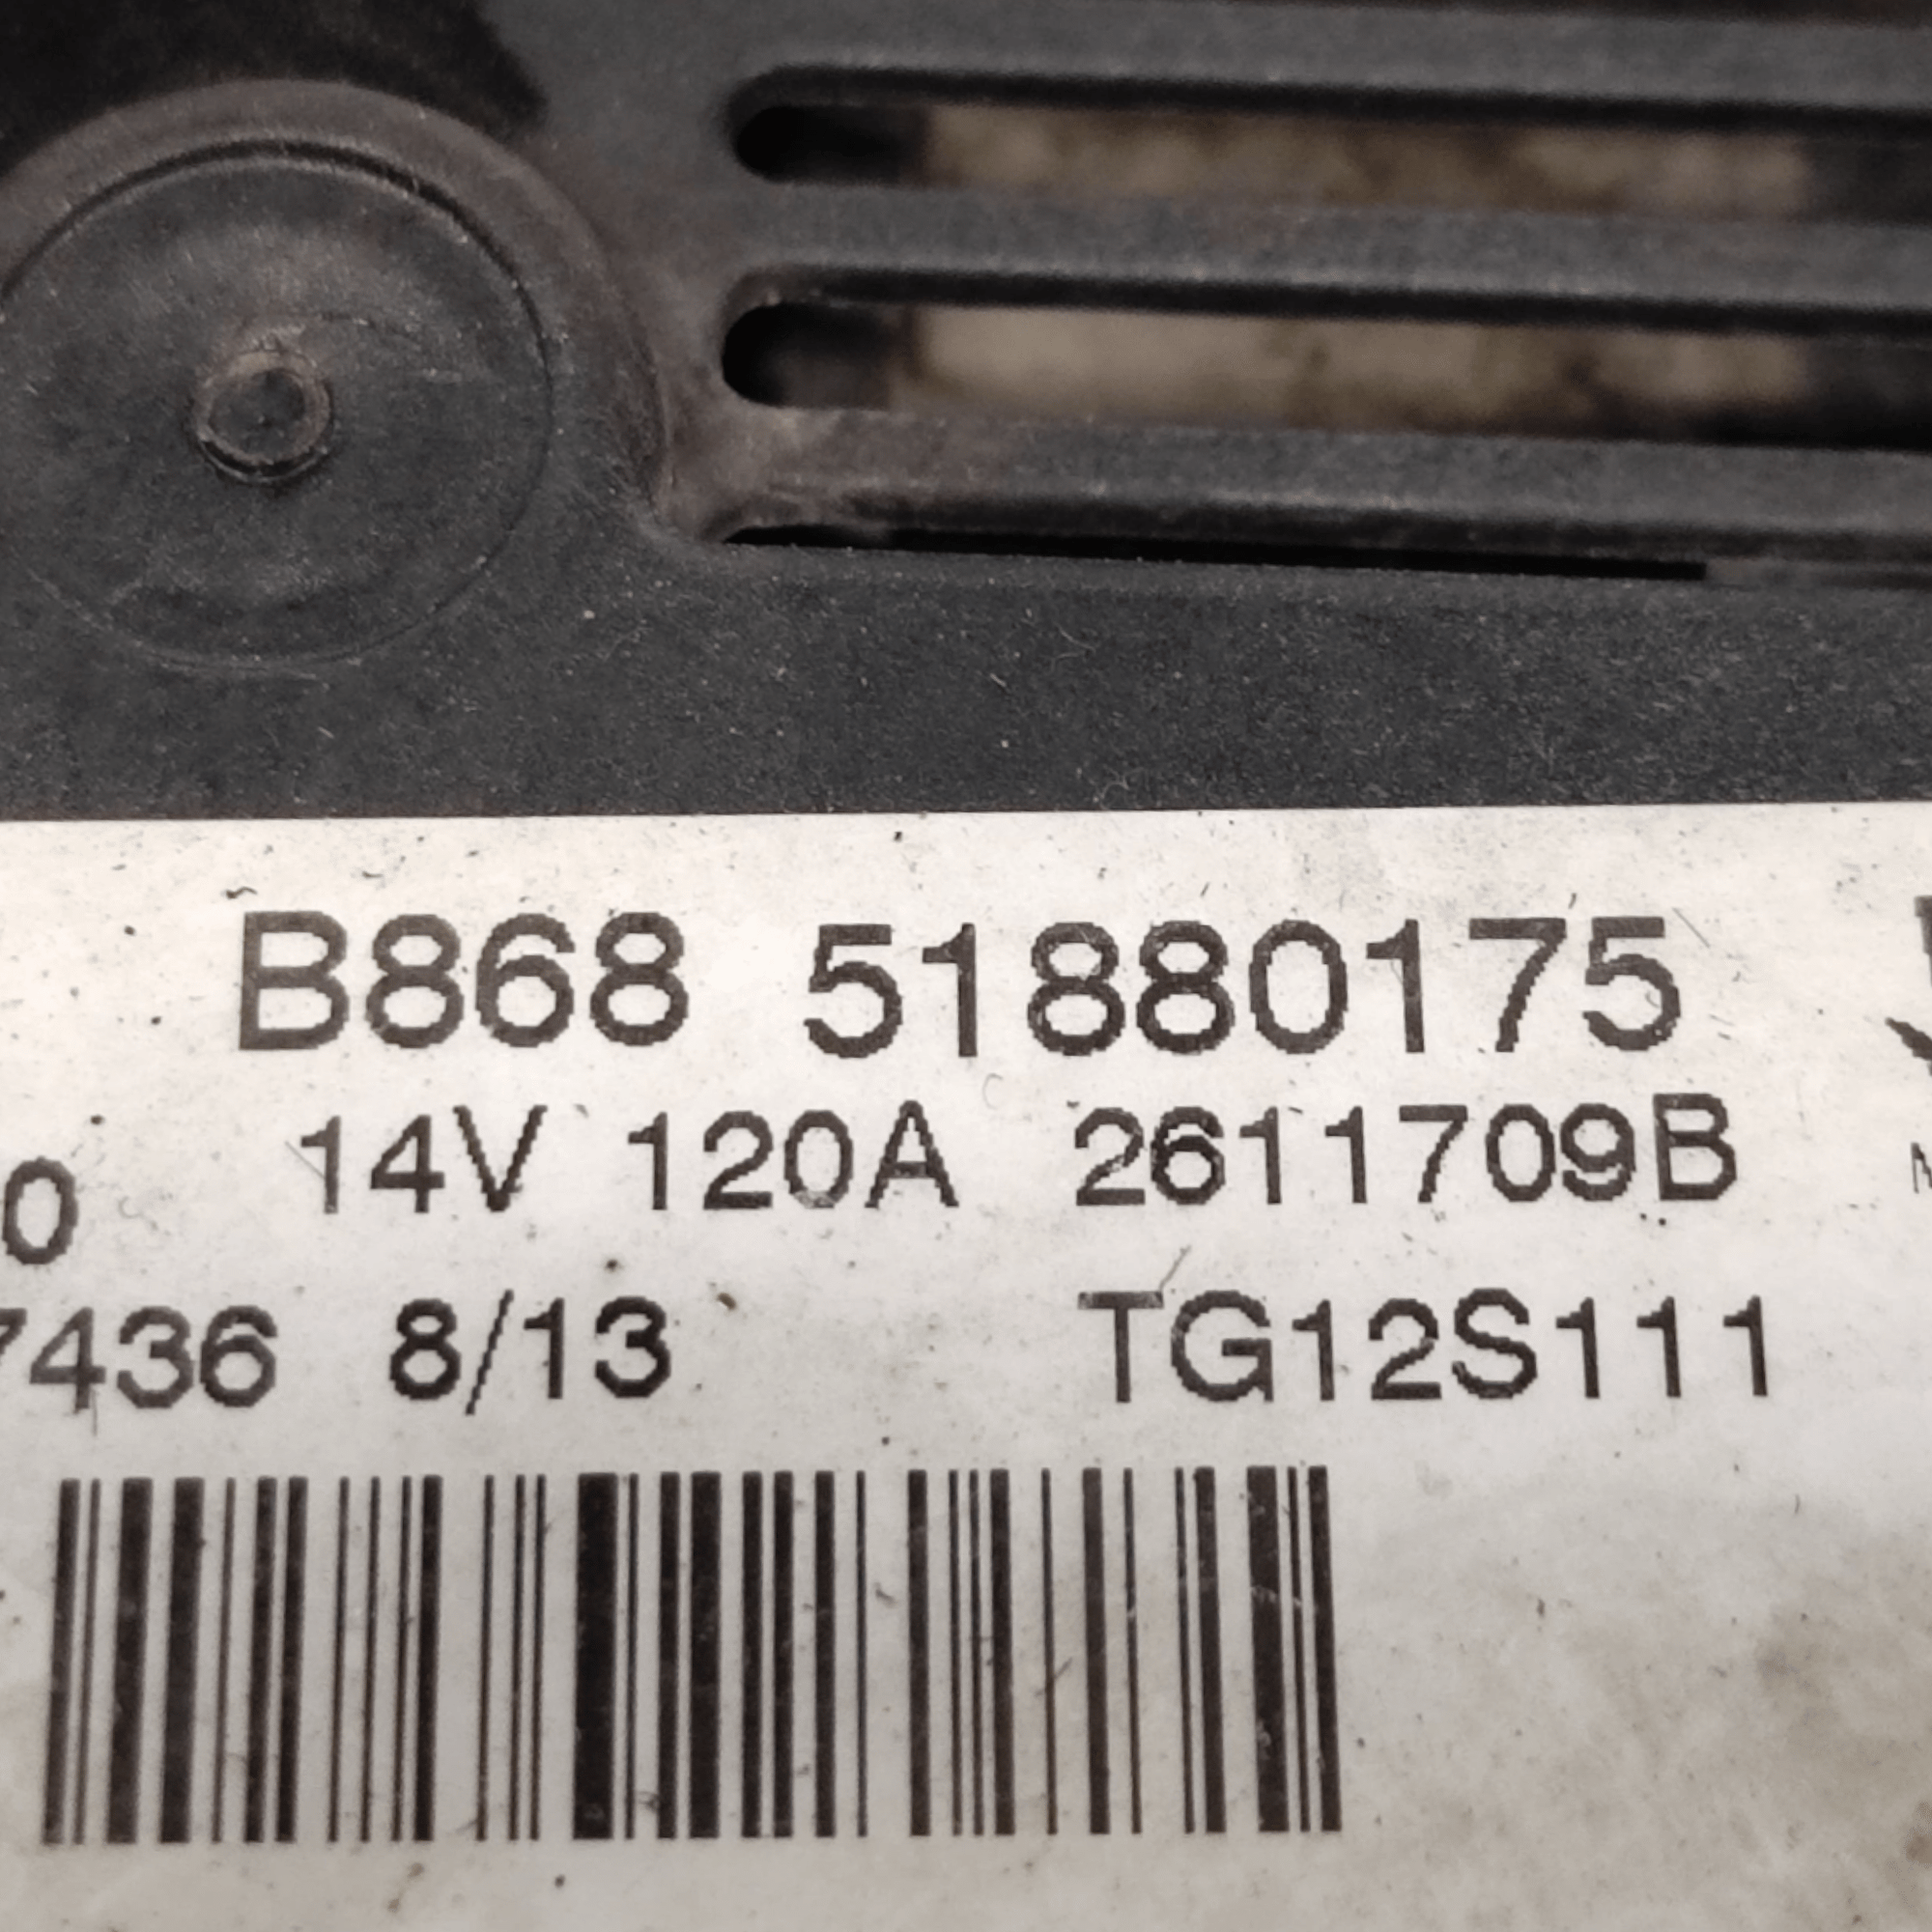 B868 51880175
0 14V 120A 2611709B
7436 8/13 TG12S111